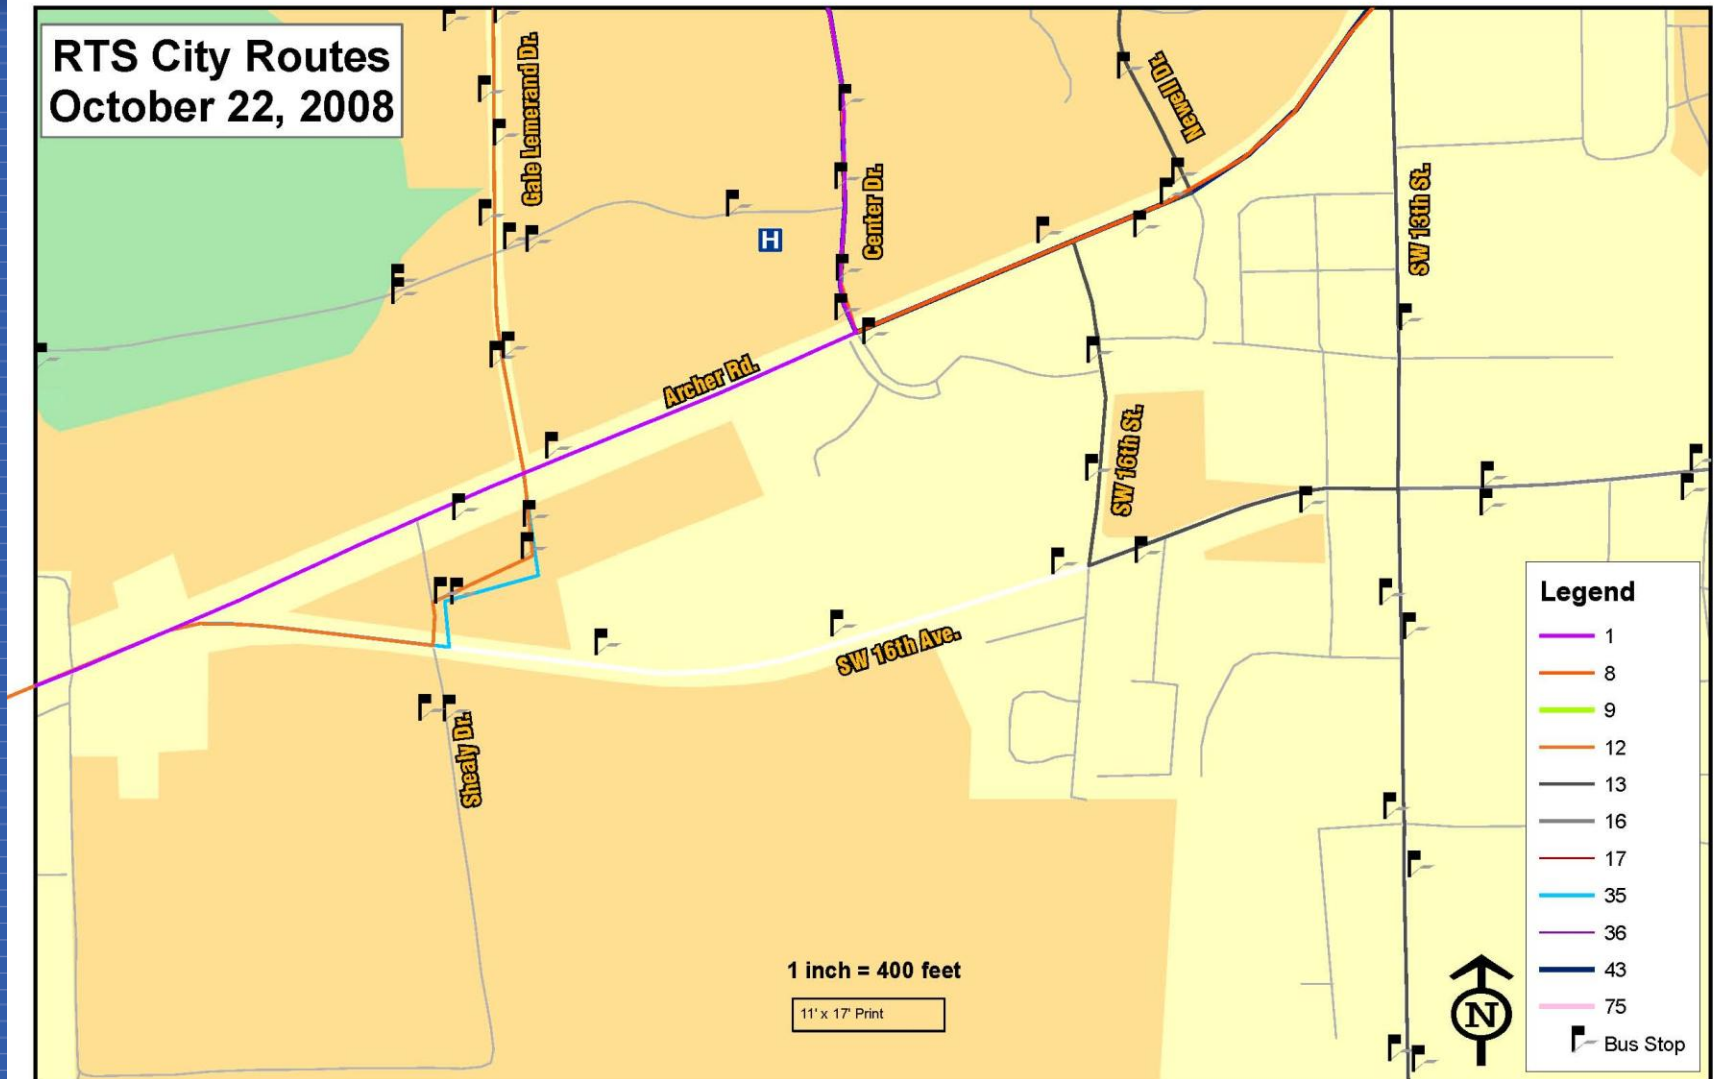 RTS City Routes
October 22, 2008
Gale Lemerand Dr.
Center Dr.
Newell Dr.
SW 13th St.
H
Archer Rd.
SW 16th St.
SW 16th Ave.
Shealy Dr.
1 inch = 400 feet
11' x 17' Print
Legend
1
8
9
12
13
16
17
35
36
43
75
Bus Stop
N